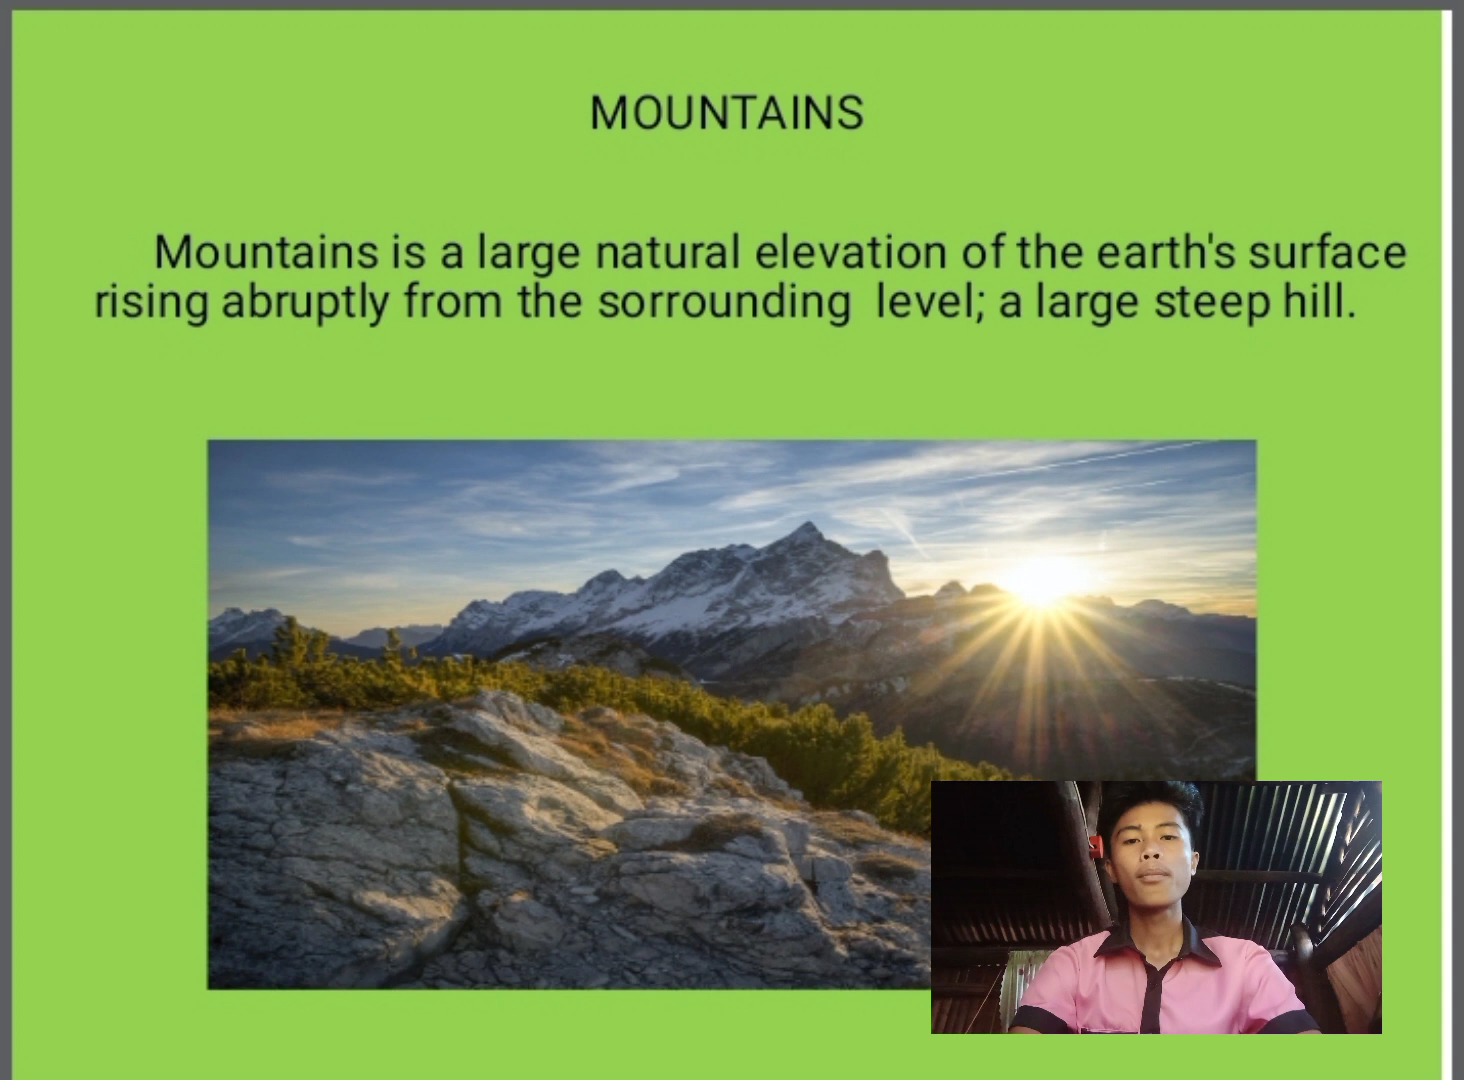 MOUNTAINS
Mountains is a large natural elevation of the earth's surface
rising abruptly from the sorrounding level; a large steep hill.